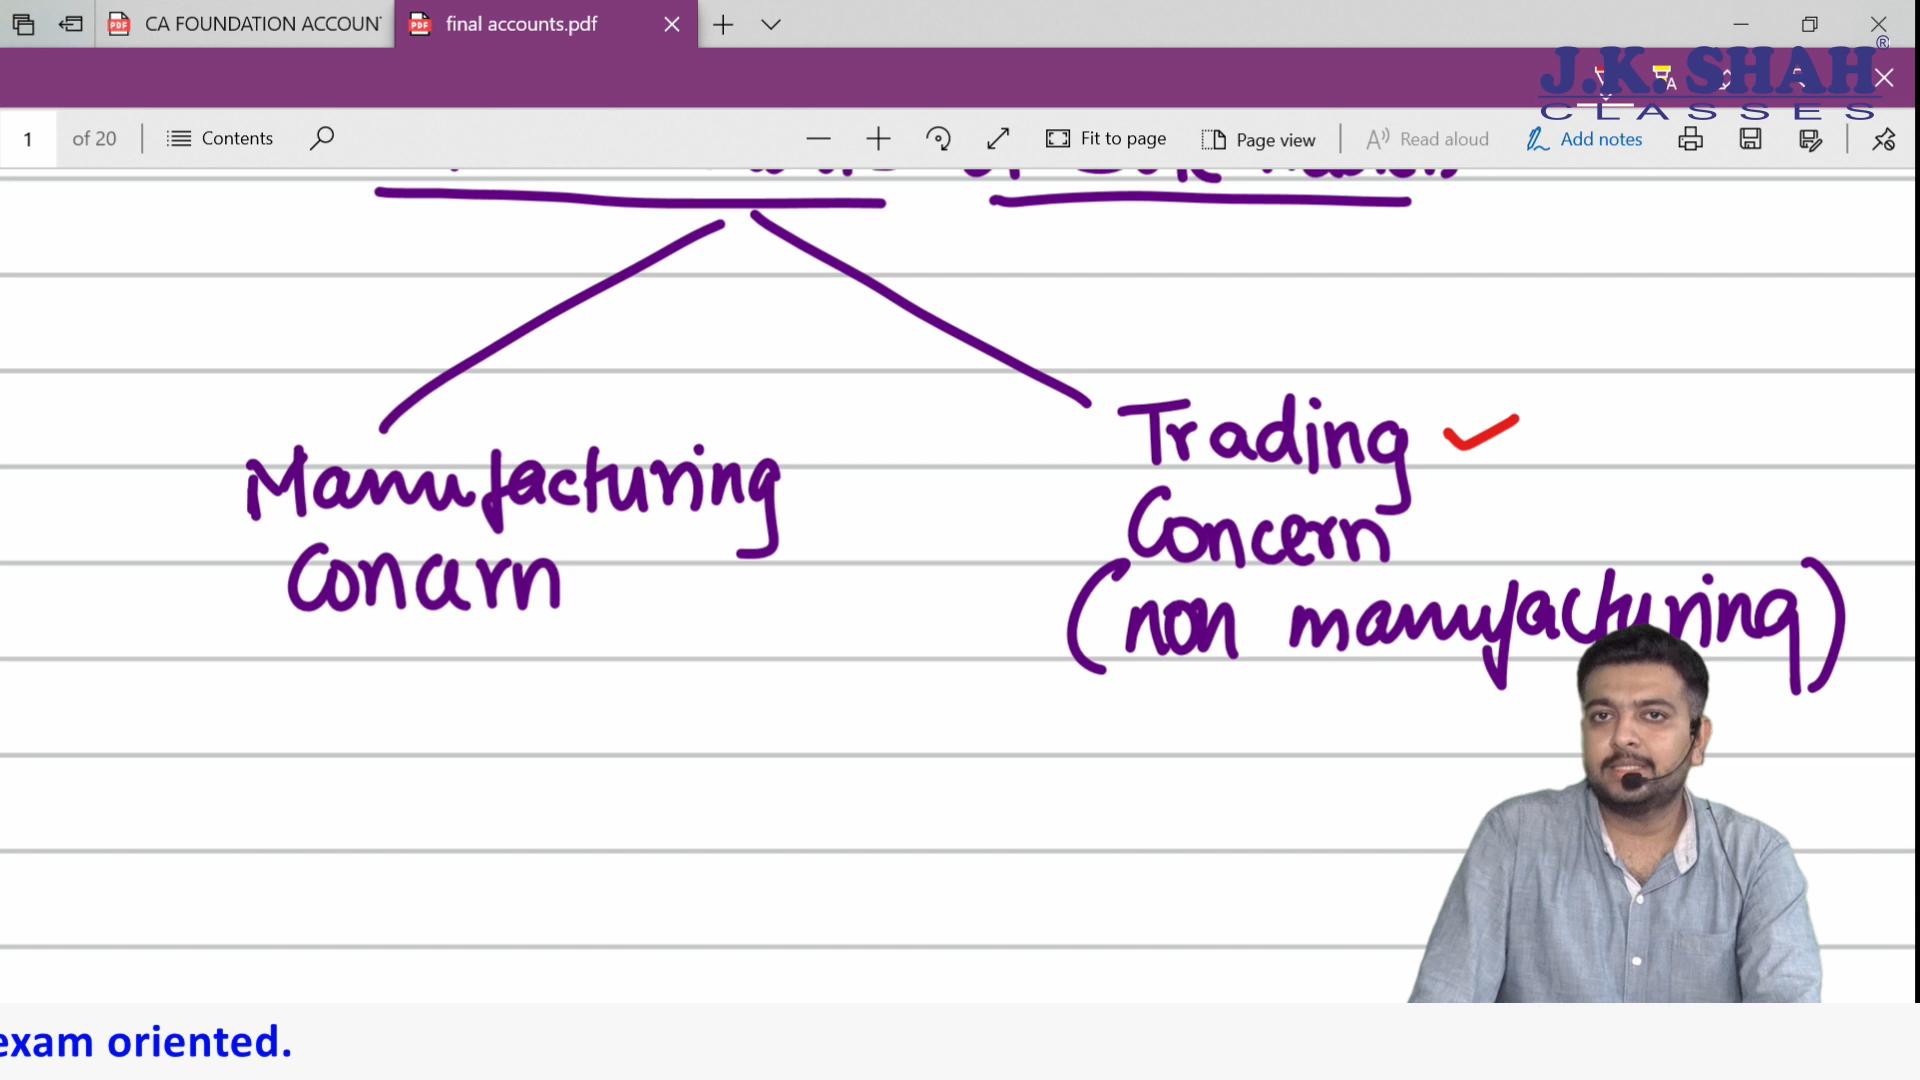 CA FOUNDATION ACCOUN
final accounts.pdf
J.K. SHAH®
CLASSES
1 of 20 Contents Fit to page Page view Read aloud Add notes
of
Manufacturing
Concern
Trading
Concern
(non manufacturing)
exam oriented.